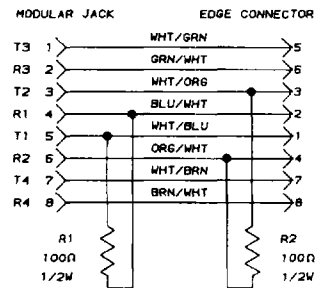 MODULAR JACK EDGE CONNECTOR
T3 1 WHT/GRN 5
R3 2 GRN/WHT 6
T2 3 WHT/ORG 3
R1 4 BLU/WHT 2
T1 5 WHT/BLU 1
R2 6 ORG/WHT 4
T4 7 WHT/BRN 7
R4 8 BRN/WHT 8
R1 R2
100Ω 100Ω
1/2W 1/2W